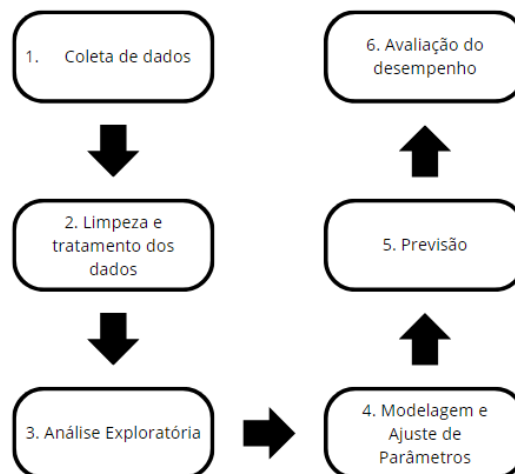 1. Coleta de dados
2. Limpeza e
tratamento dos
dados
3. Análise Exploratória
4. Modelagem e
Ajuste de
Parâmetros
5. Previsão
6. Avaliação do
desempenho